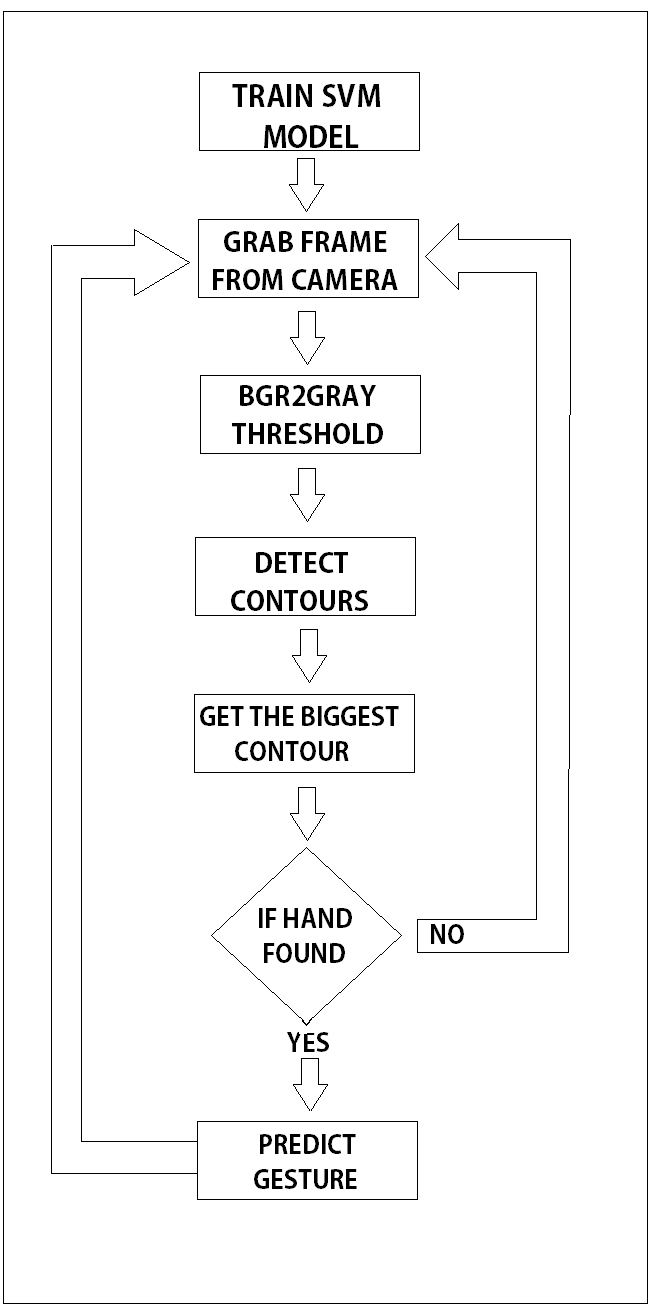 TRAIN SVM
MODEL
GRAB FRAME
FROM CAMERA
BGR2GRAY
THRESHOLD
DETECT
CONTOURS
GET THE BIGGEST
CONTOUR
IF HAND
FOUND
NO
YES
PREDICT
GESTURE